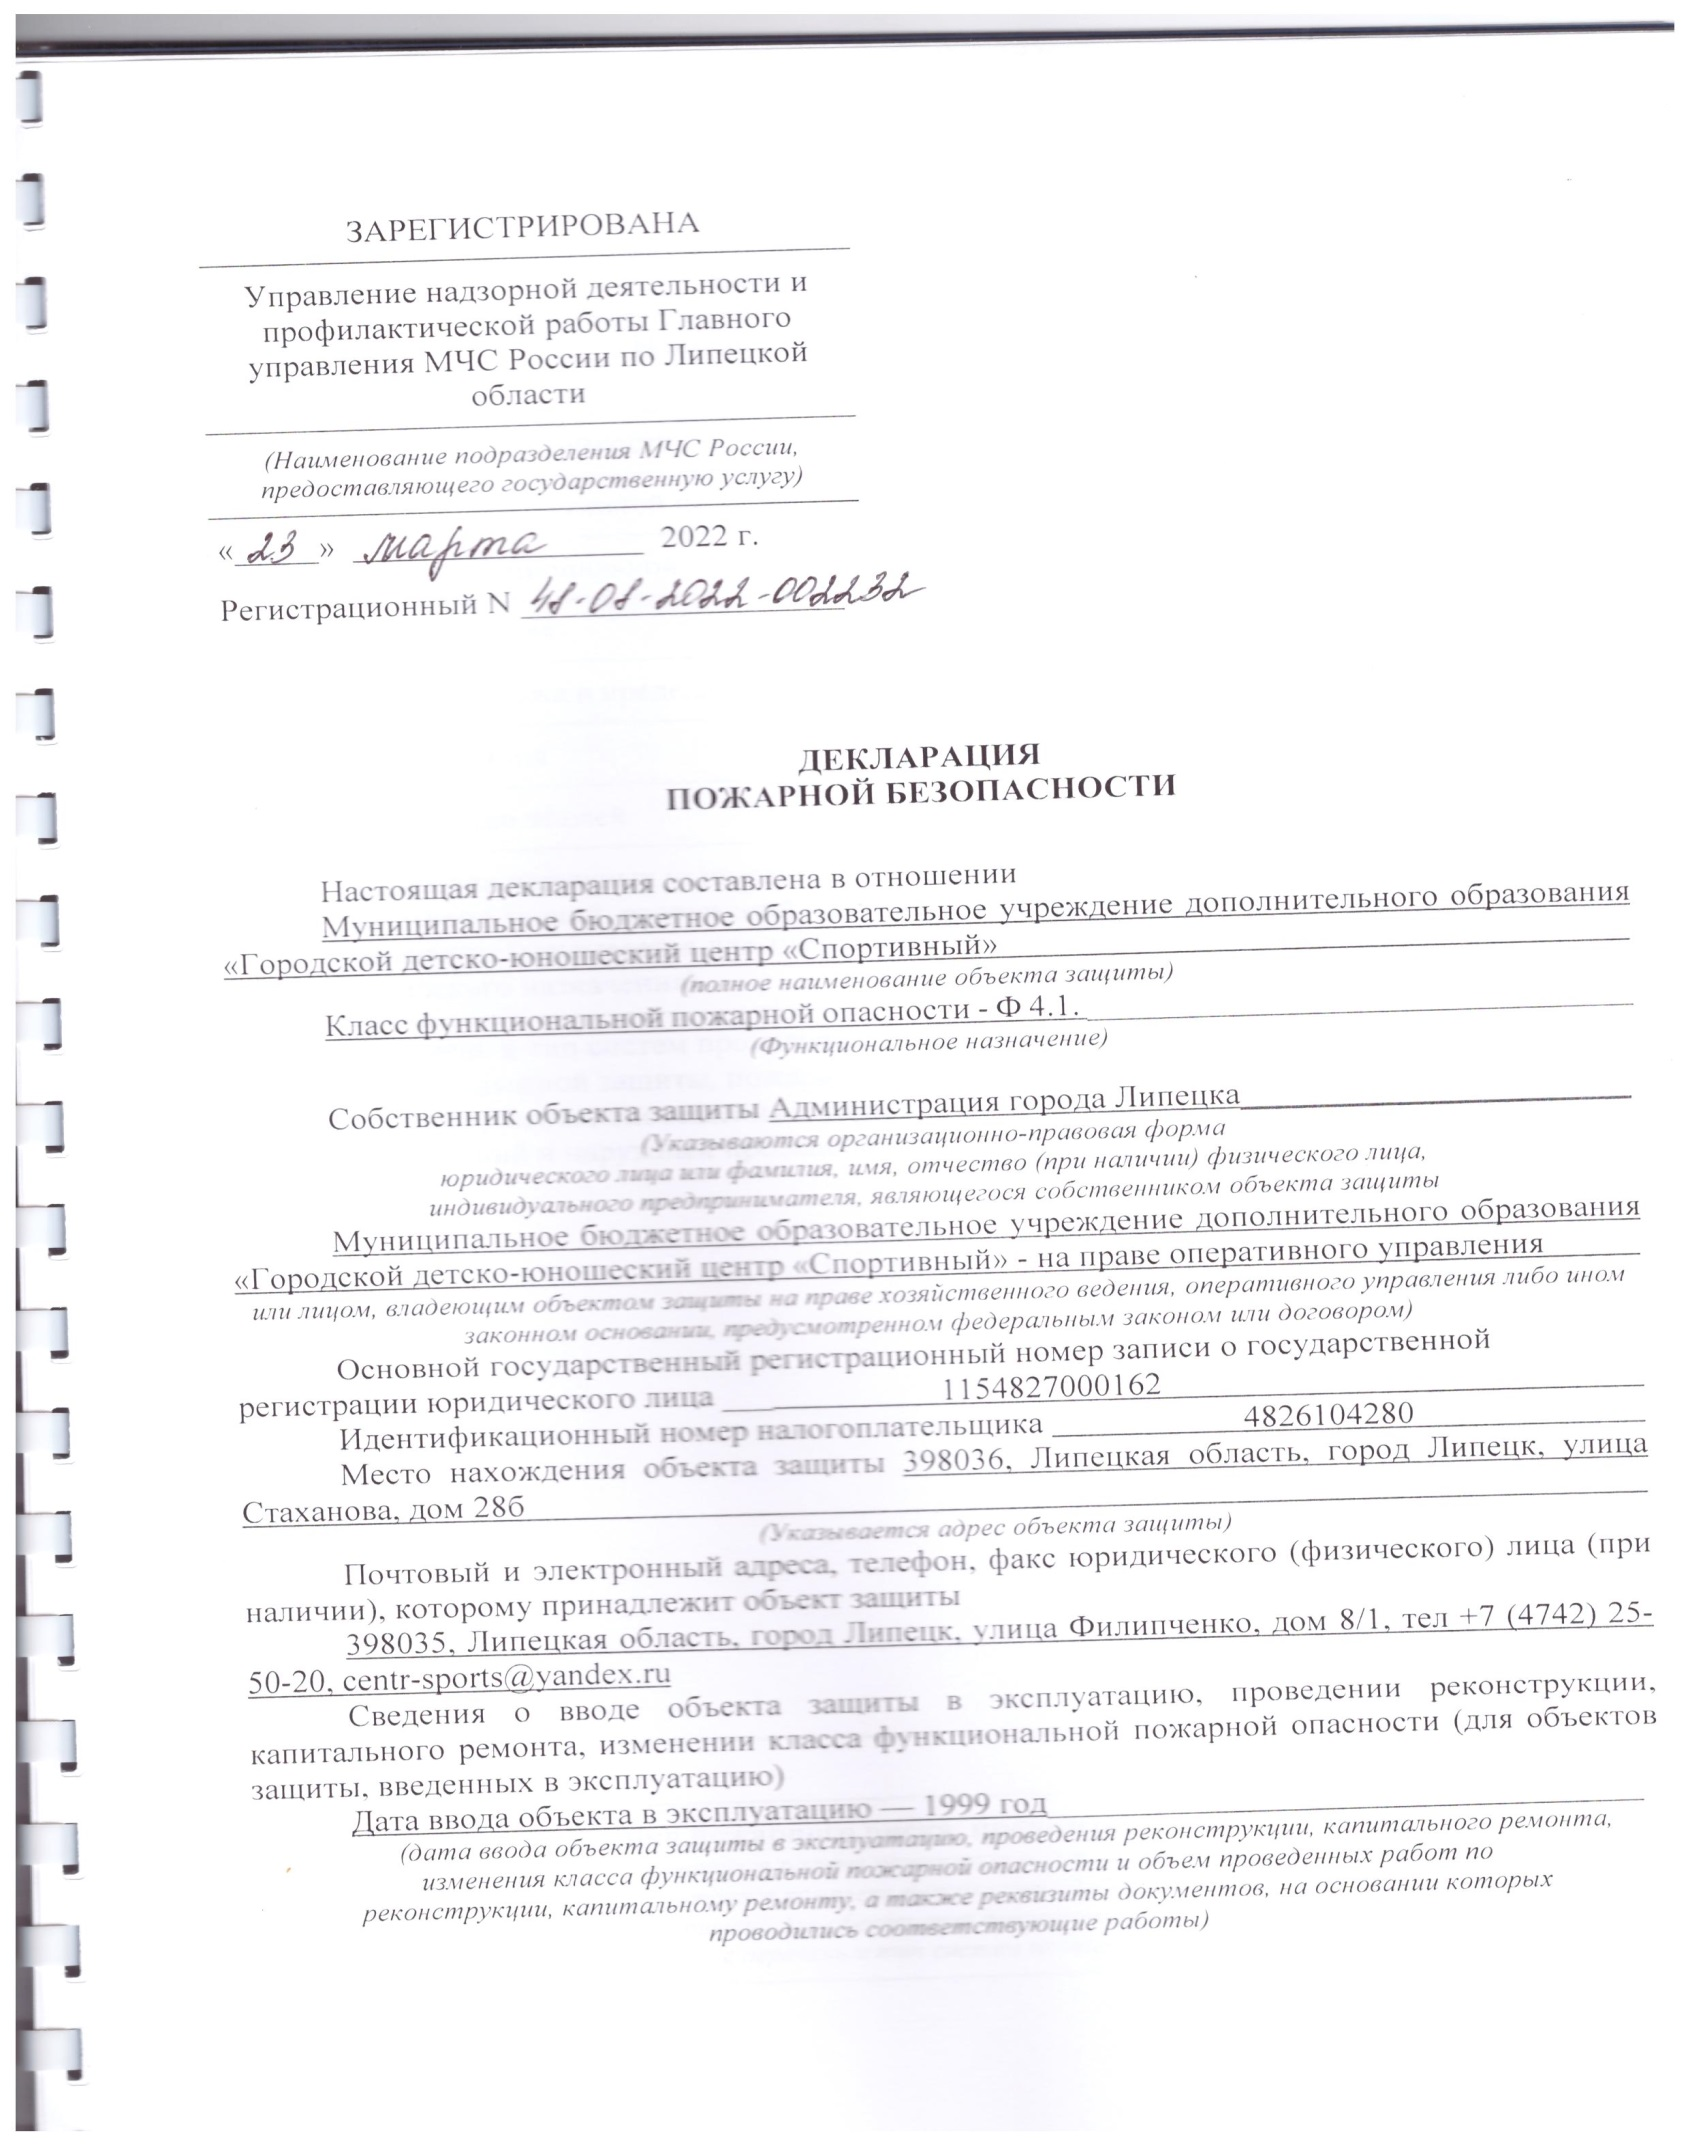 ЗАРЕГИСТРИРОВАНА
Управление надзорной деятельности и
профилактической работы Главного
управления МЧС России по Липецкой
области
(Наименование подразделения МЧС России,
предоставляющего государственную услугу)
«23» марта 2022 г.
Регистрационный N 48-08-2022-002232
ДЕКЛАРАЦИЯ
ПОЖАРНОЙ БЕЗОПАСНОСТИ
Настоящая декларация составлена в отношении
Муниципальное бюджетное образовательное учреждение дополнительного образования
«Городской детско-юношеский центр «Спортивный»
(полное наименование объекта защиты)
Класс функциональной пожарной опасности - Ф 4.1.
(Функциональное назначение)
Собственник объекта защиты Администрация города Липецка
(Указываются организационно-правовая форма
юридического лица или фамилия, имя, отчество (при наличии) физического лица,
индивидуального предпринимателя, являющегося собственником объекта защиты
Муниципальное бюджетное образовательное учреждение дополнительного образования
«Городской детско-юношеский центр «Спортивный» - на праве оперативного управления
или лицом, владеющим объектом защиты на праве хозяйственного ведения, оперативного управления либо ином
законном основании, предусмотренном федеральным законом или договором)
Основной государственный регистрационный номер записи о государственной
регистрации юридического лица 1154827000162
Идентификационный номер налогоплательщика 4826104280
Место нахождения объекта защиты 398036, Липецкая область, город Липецк, улица
Стаханова, дом 28б
(Указывается адрес объекта защиты)
Почтовый и электронный адреса, телефон, факс юридического (физического) лица (при
наличии), которому принадлежит объект защиты
398035, Липецкая область, город Липецк, улица Филипченко, дом 8/1, тел +7 (4742) 25-
50-20, centr-sports@yandex.ru
Сведения о вводе объекта защиты в эксплуатацию, проведении реконструкции,
капитального ремонта, изменении класса функциональной пожарной опасности (для объектов
защиты, введенных в эксплуатацию)
Дата ввода объекта в эксплуатацию — 1999 год
(дата ввода объекта защиты в эксплуатацию, проведения реконструкции, капитального ремонта,
изменения класса функциональной пожарной опасности и объем проведенных работ по
реконструкции, капитальному ремонту, а также реквизиты документов, на основании которых
проводились соответствующие работы)